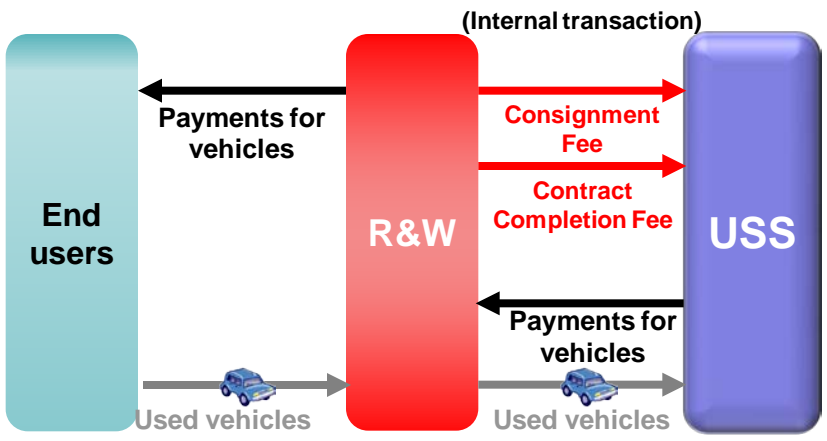 (Internal transaction)
Payments for
vehicles
Consignment
Fee
Contract
Completion Fee
End
users
R&W
USS
Payments for
vehicles
Used vehicles
Used vehicles